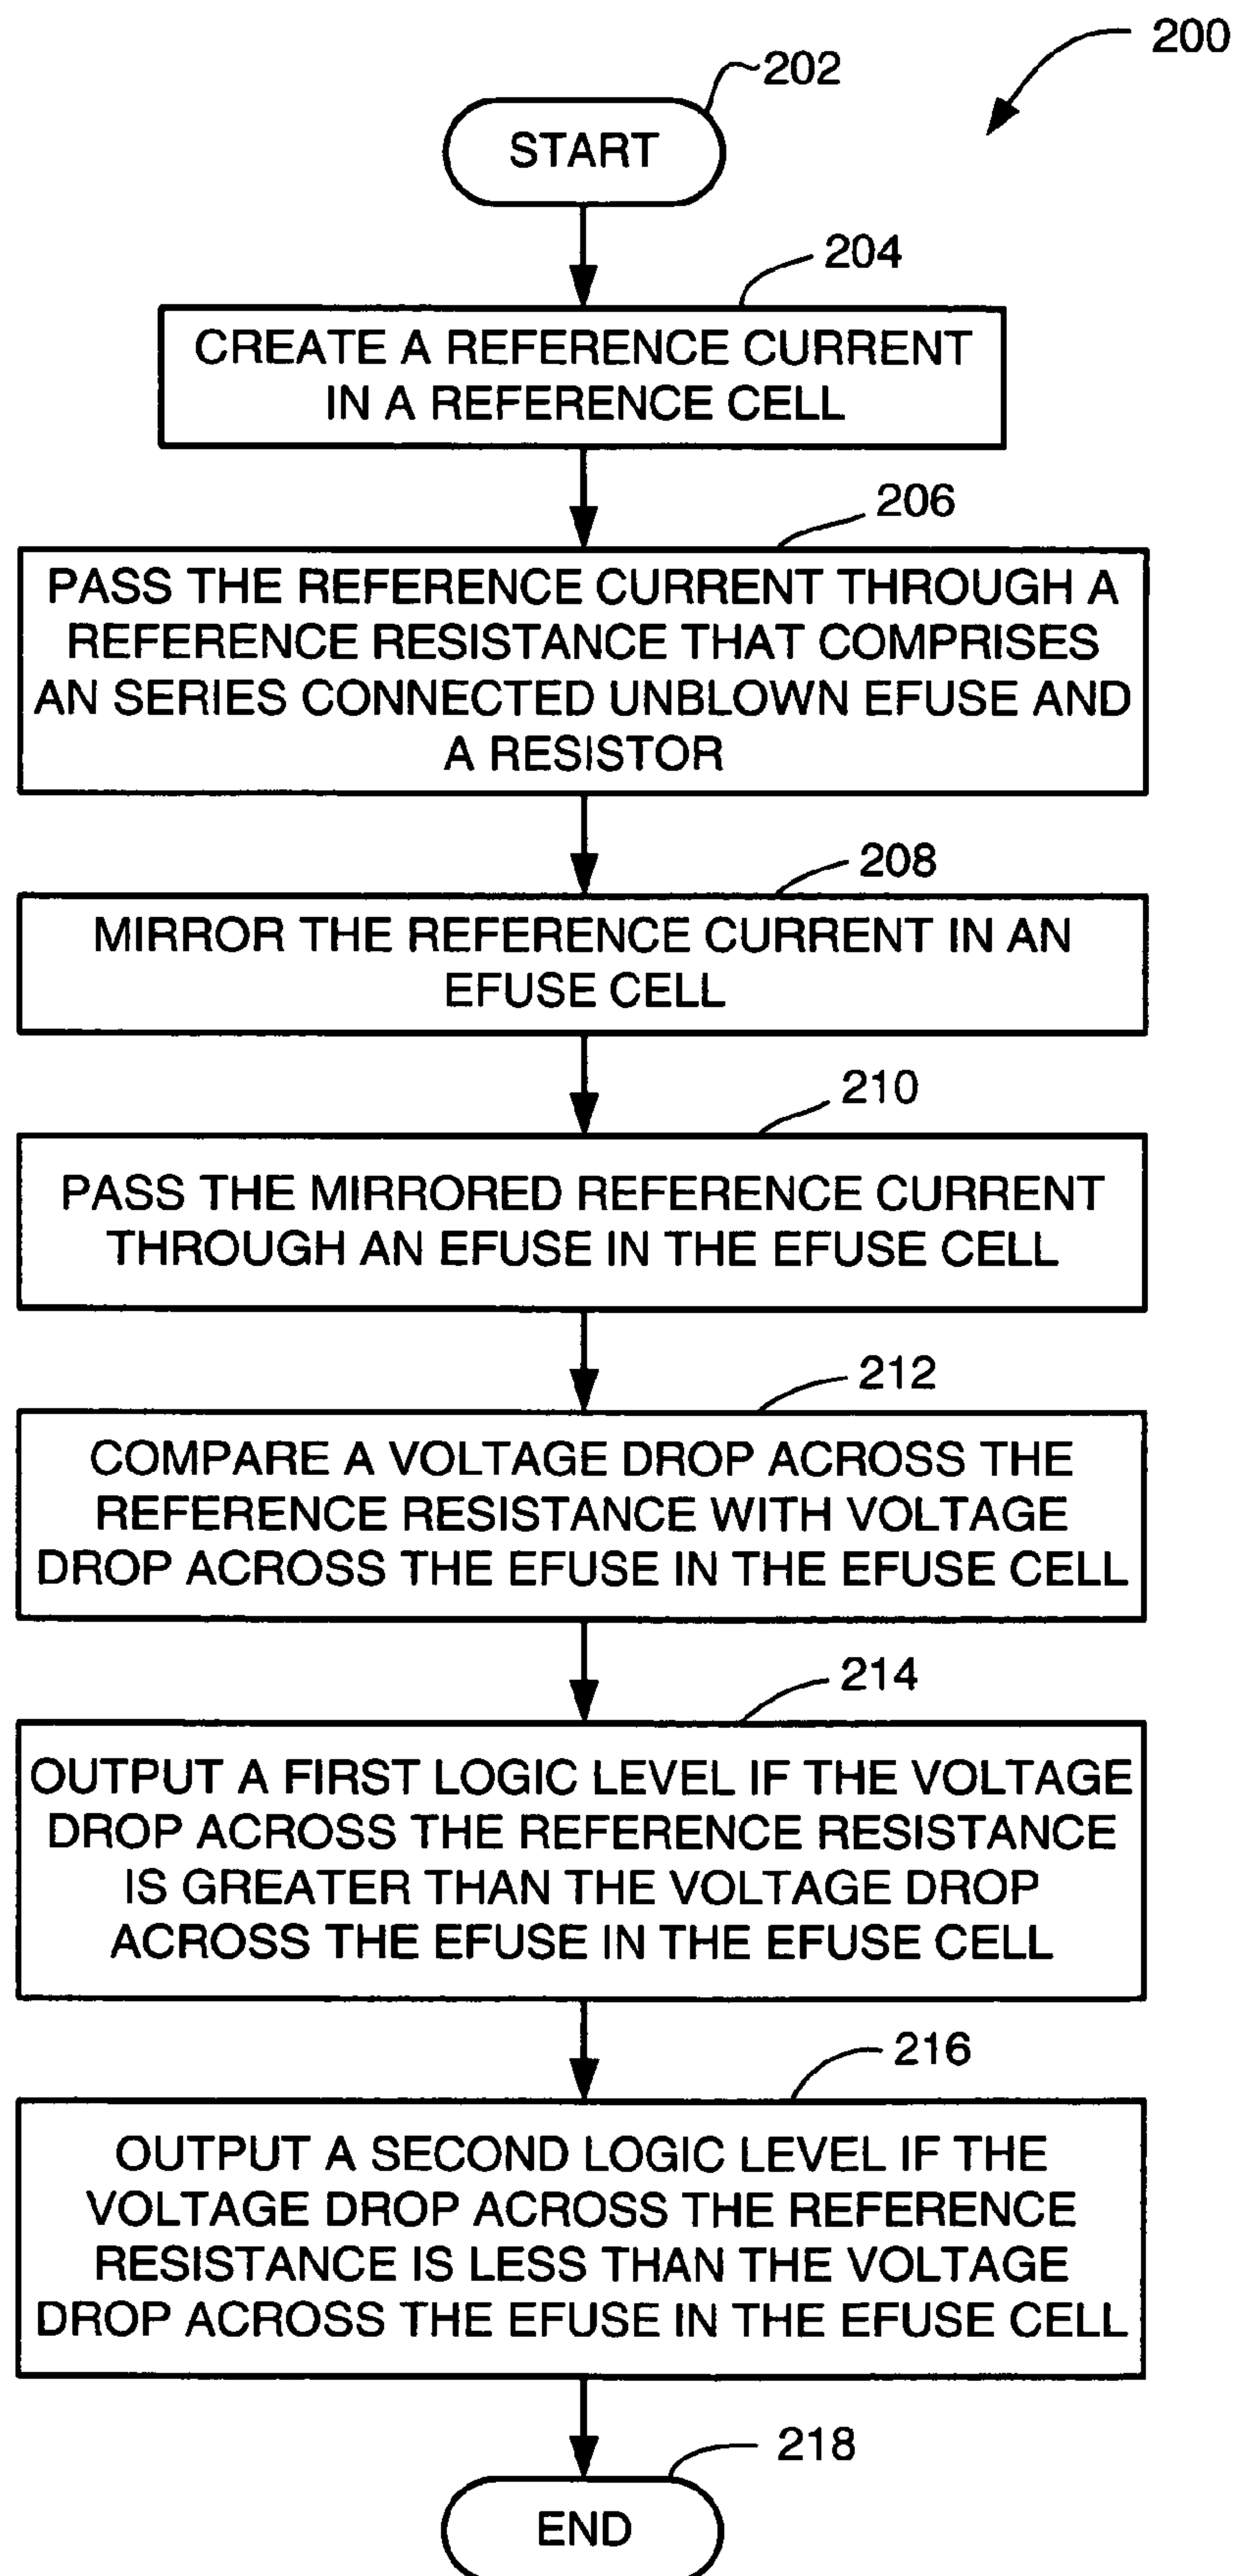 200
202
START
204
CREATE A REFERENCE CURRENT
IN A REFERENCE CELL
206
PASS THE REFERENCE CURRENT THROUGH A
REFERENCE RESISTANCE THAT COMPRISES
AN SERIES CONNECTED UNBLOWN EFUSE AND
A RESISTOR
208
MIRROR THE REFERENCE CURRENT IN AN
EFUSE CELL
210
PASS THE MIRRORED REFERENCE CURRENT
THROUGH AN EFUSE IN THE EFUSE CELL
212
COMPARE A VOLTAGE DROP ACROSS THE
REFERENCE RESISTANCE WITH VOLTAGE
DROP ACROSS THE EFUSE IN THE EFUSE CELL
214
OUTPUT A FIRST LOGIC LEVEL IF THE VOLTAGE
DROP ACROSS THE REFERENCE RESISTANCE
IS GREATER THAN THE VOLTAGE DROP
ACROSS THE EFUSE IN THE EFUSE CELL
216
OUTPUT A SECOND LOGIC LEVEL IF THE
VOLTAGE DROP ACROSS THE REFERENCE
RESISTANCE IS LESS THAN THE VOLTAGE
DROP ACROSS THE EFUSE IN THE EFUSE CELL
218
END